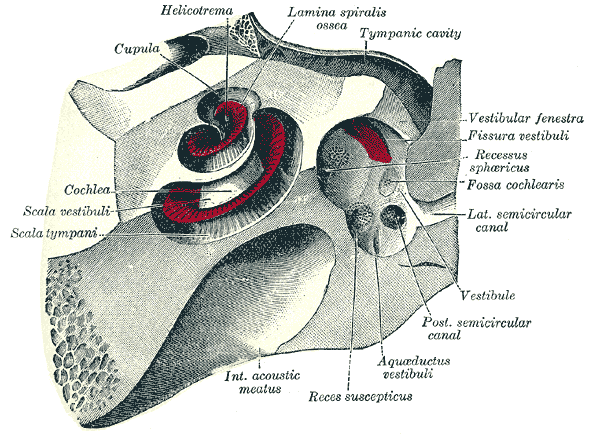 Helicotrema
Lamina spiralis
ossea
Tympanic cavity
Cupula
Vestibular fenestra
Fissura vestibuli
Recessus
sphæricus
Fossa cochlearis
Cochlea
Scala vestibuli
Scala tympani
Lat. semicircular
canal
Vestibule
Post. semicircular
canal
Aquæductus
vestibuli
Int. acoustic
meatus
Reces suscepticus